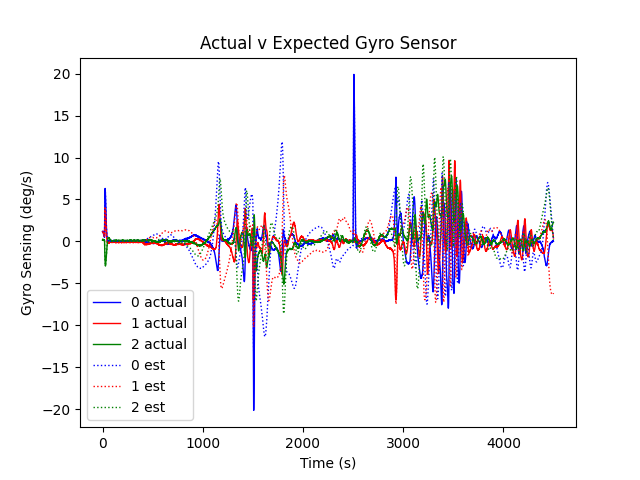 Actual v Expected Gyro Sensor
Gyro Sensing (deg/s)
20
15
10
5
0
−5
−10
−15
−20
0 actual
1 actual
2 actual
0 est
1 est
2 est
0 1000 2000 3000 4000
Time (s)